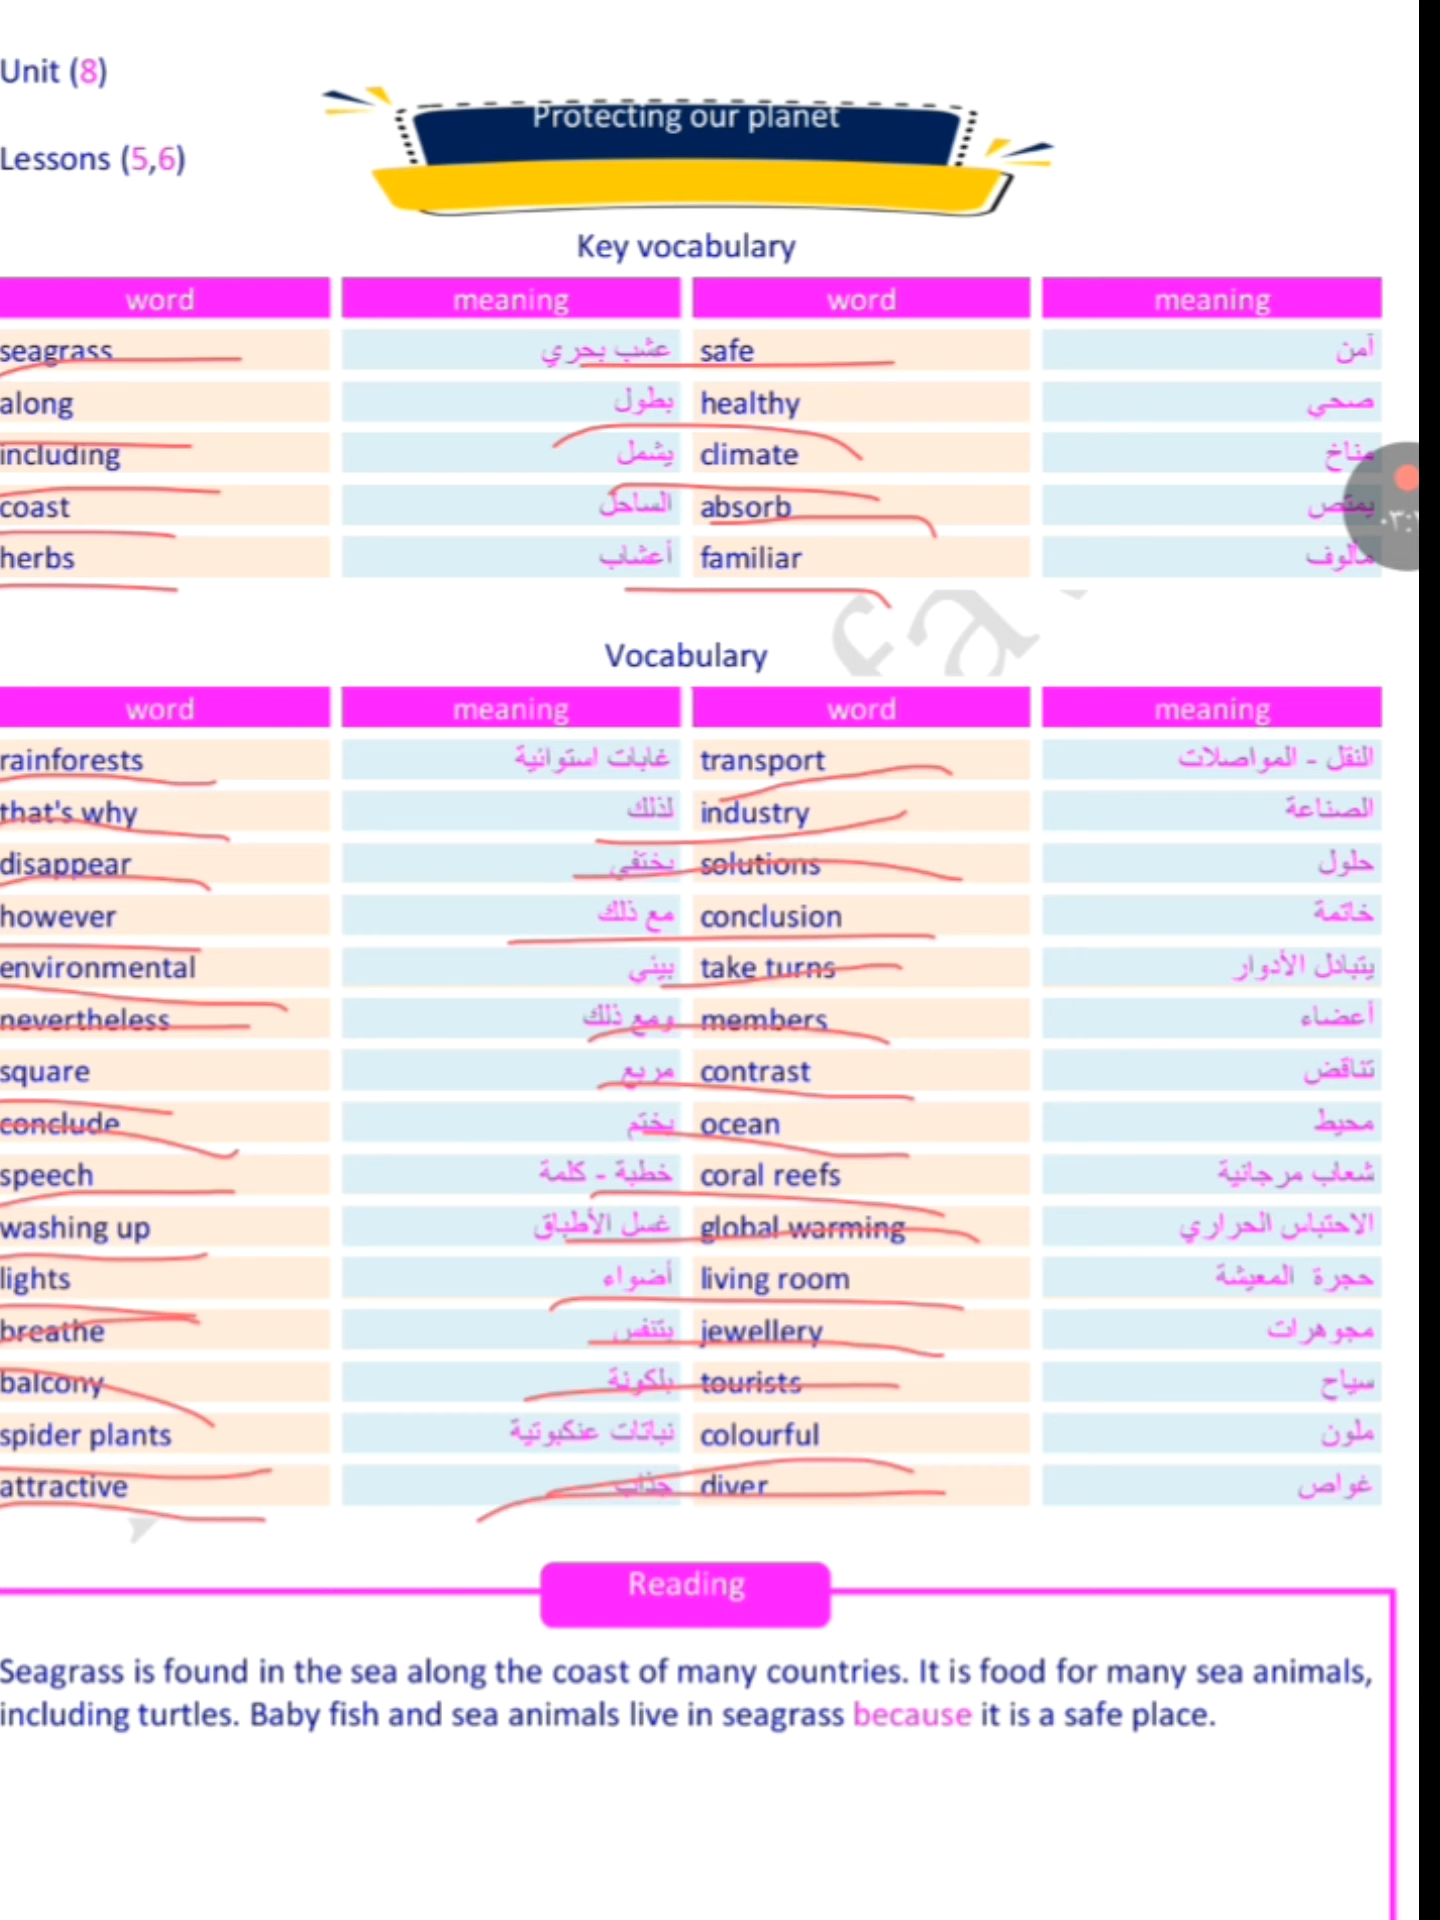 Unit (8)
Protecting our planet
Lessons (5,6)
Key vocabulary
word meaning word meaning
seagrass عشب بحري safe آمن
along بطول healthy صحي
including يشمل climate مناخ
coast الساحل absorb يمتص
herbs أعشاب familiar مألوف
Vocabulary
word meaning word meaning
rainforests غابات استوائية transport النقل - المواصلات
that's why لذلك industry الصناعة
disappear يختفي solutions حلول
however مع ذلك conclusion خاتمة
environmental بيئي take turns يتبادل الأدوار
nevertheless ومع ذلك members أعضاء
square مربع contrast تناقض
conclude يختم ocean محيط
speech خطبة - كلمة coral reefs شعاب مرجانية
washing up غسل الأطباق global warming الاحتباس الحراري
lights أضواء living room حجرة المعيشة
breathe يتنفس jewellery مجوهرات
balcony بلكونة tourists سياح
spider plants نباتات عنكبوتية colourful ملون
attractive جذاب diver غواص
Reading
Seagrass is found in the sea along the coast of many countries. It is food for many sea animals,
including turtles. Baby fish and sea animals live in seagrass because it is a safe place.